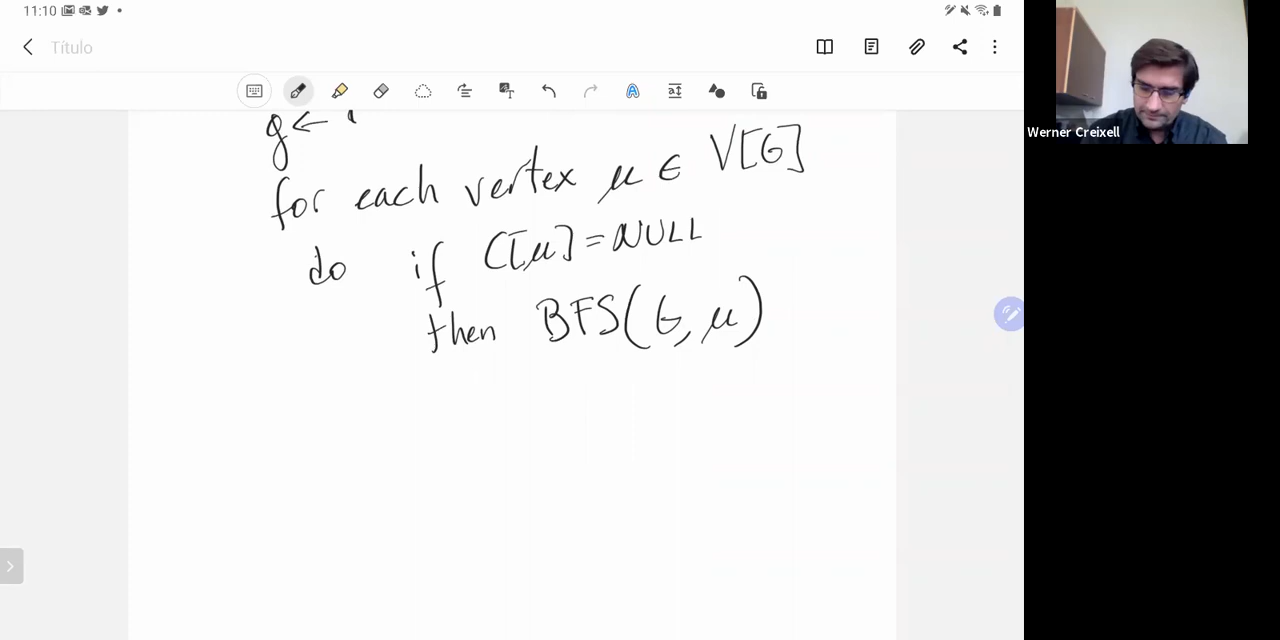 11:10
Título
for each vertex μ ∈ V[G]
do if C[μ] = NULL
then BFS(G, μ)
Werner Creixell